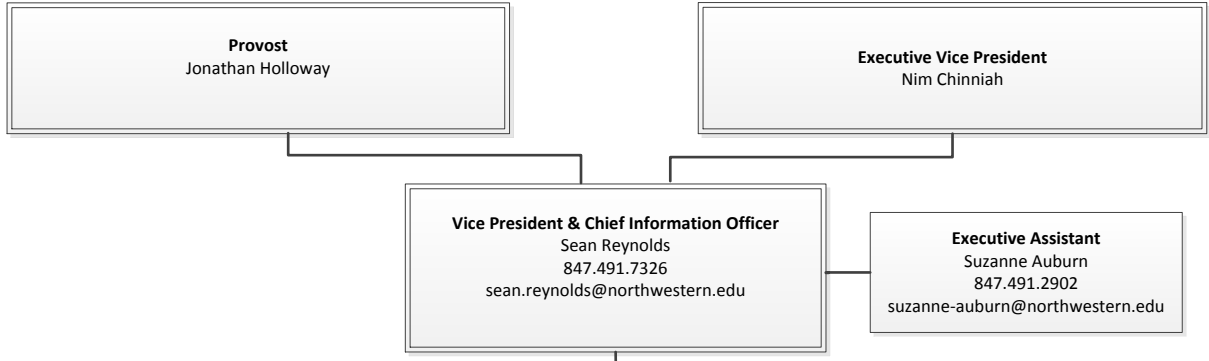 Provost
Jonathan Holloway
Executive Vice President
Nim Chinniah
Vice President & Chief Information Officer
Sean Reynolds
847.491.7326
sean.reynolds@northwestern.edu
Executive Assistant
Suzanne Auburn
847.491.2902
suzanne-auburn@northwestern.edu